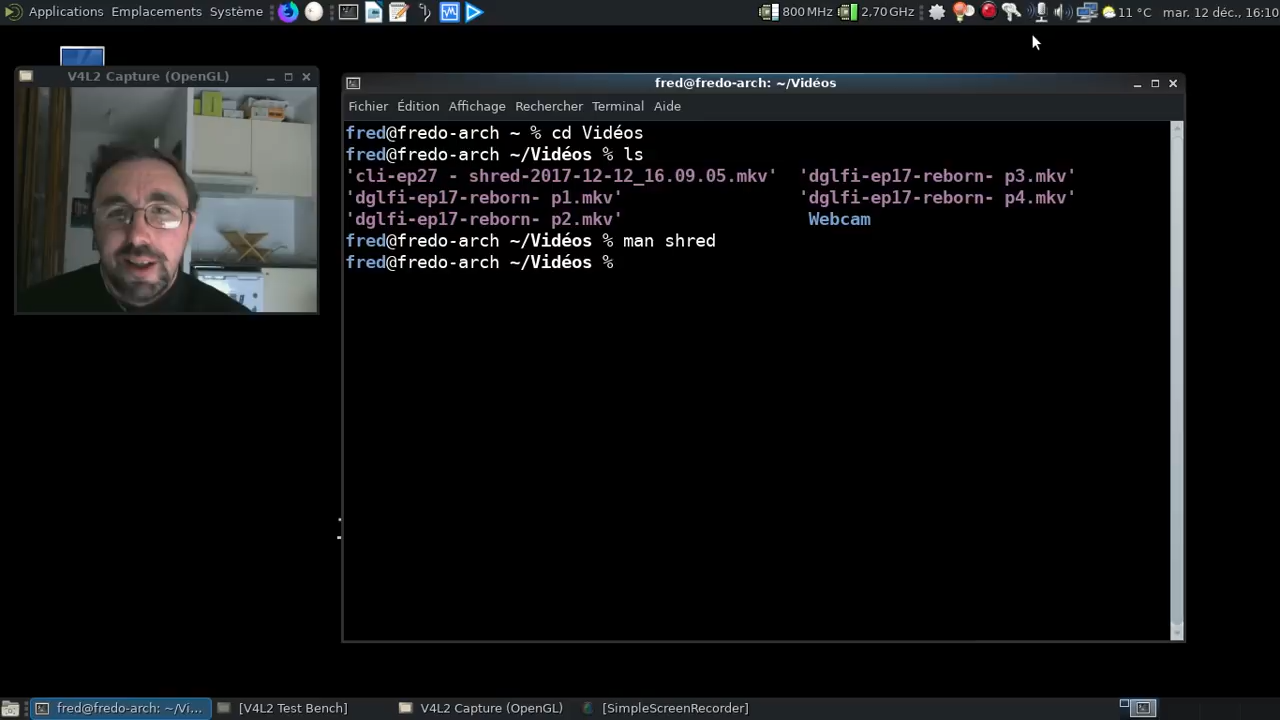 Applications Emplacements Système 800 MHz 2,70 GHz 11 °C mar. 12 déc., 16:10
V4L2 Capture (OpenGL)
fred@fredo-arch: ~/Vidéos
Fichier Édition Affichage Rechercher Terminal Aide
fred@fredo-arch ~ % cd Vidéos
fred@fredo-arch ~/Vidéos % ls
'cli-ep27 - shred-2017-12-12_16.09.05.mkv' 'dglfi-ep17-reborn- p3.mkv'
'dglfi-ep17-reborn- p1.mkv' 'dglfi-ep17-reborn- p4.mkv'
'dglfi-ep17-reborn- p2.mkv' Webcam
fred@fredo-arch ~/Vidéos % man shred
fred@fredo-arch ~/Vidéos %
fred@fredo-arch: ~/Vi... [V4L2 Test Bench] V4L2 Capture (OpenGL) [SimpleScreenRecorder]